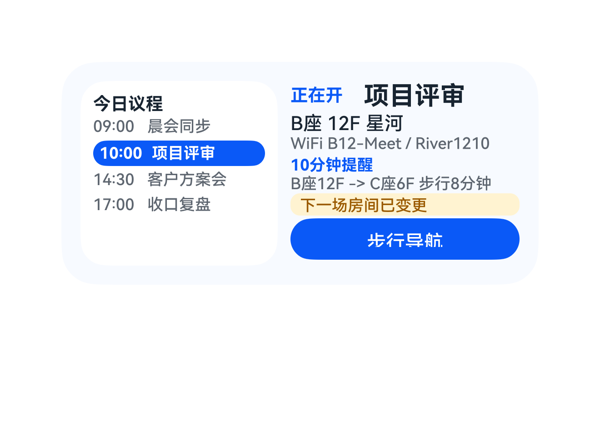 今日议程
09:00 晨会同步
10:00 项目评审
14:30 客户方案会
17:00 收口复盘
正在开 项目评审
B座 12F 星河
WiFi B12-Meet / River1210
10分钟提醒
B座12F -> C座6F 步行8分钟
下一场房间已变更
步行导航